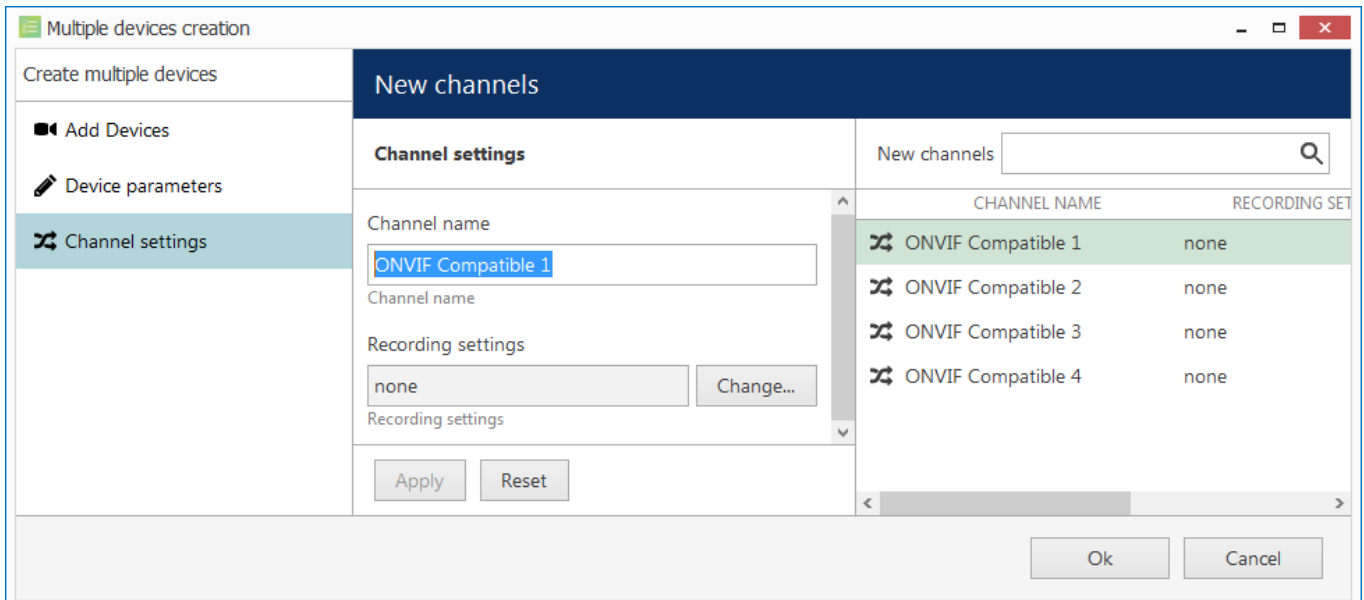 Multiple devices creation
Create multiple devices
Add Devices
Device parameters
Channel settings
New channels
Channel settings
Channel name
ONVIF Compatible 1
Channel name
Recording settings
none
Change...
Recording settings
Apply
Reset
New channels
CHANNEL NAME RECORDING SET
ONVIF Compatible 1 none
ONVIF Compatible 2 none
ONVIF Compatible 3 none
ONVIF Compatible 4 none
Ok
Cancel